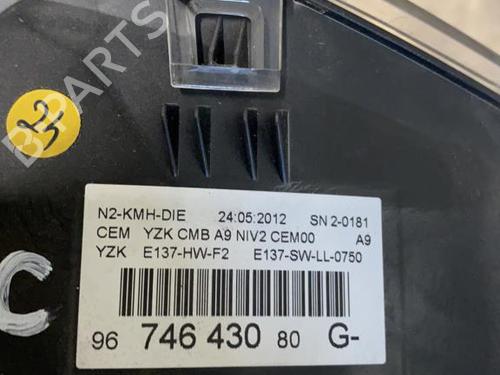 B-PARTS
23
N2-KMH-DIE 24:05:2012 SN 2-0181
CEM YZK CMB A9 NIV2 CEM00 A9
YZK E137-HW-F2 E137-SW-LL-0750
96 746 430 80 G-
C